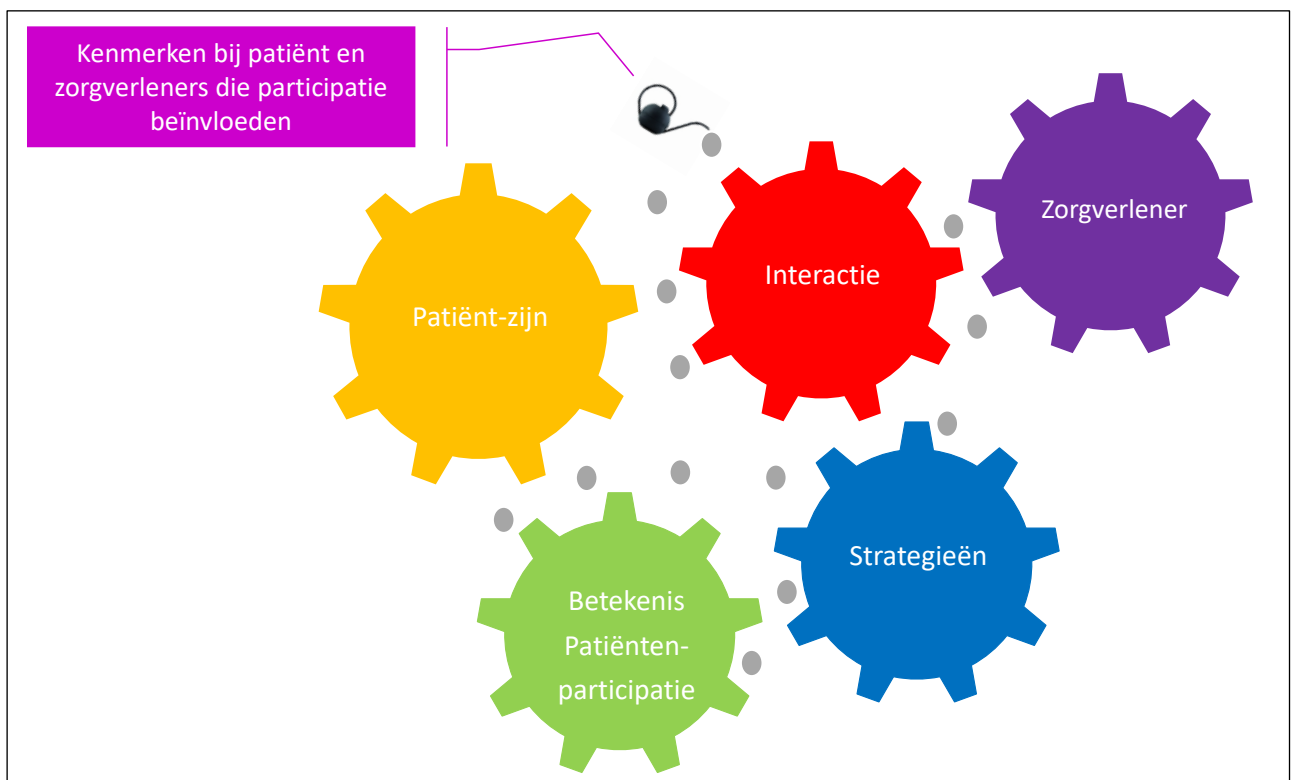 Kenmerken bij patiënt en
zorgverleners die participatie
beïnvloeden
Zorgverlener
Interactie
Patiënt-zijn
Strategieën
Betekenis
Patiënten-
participatie